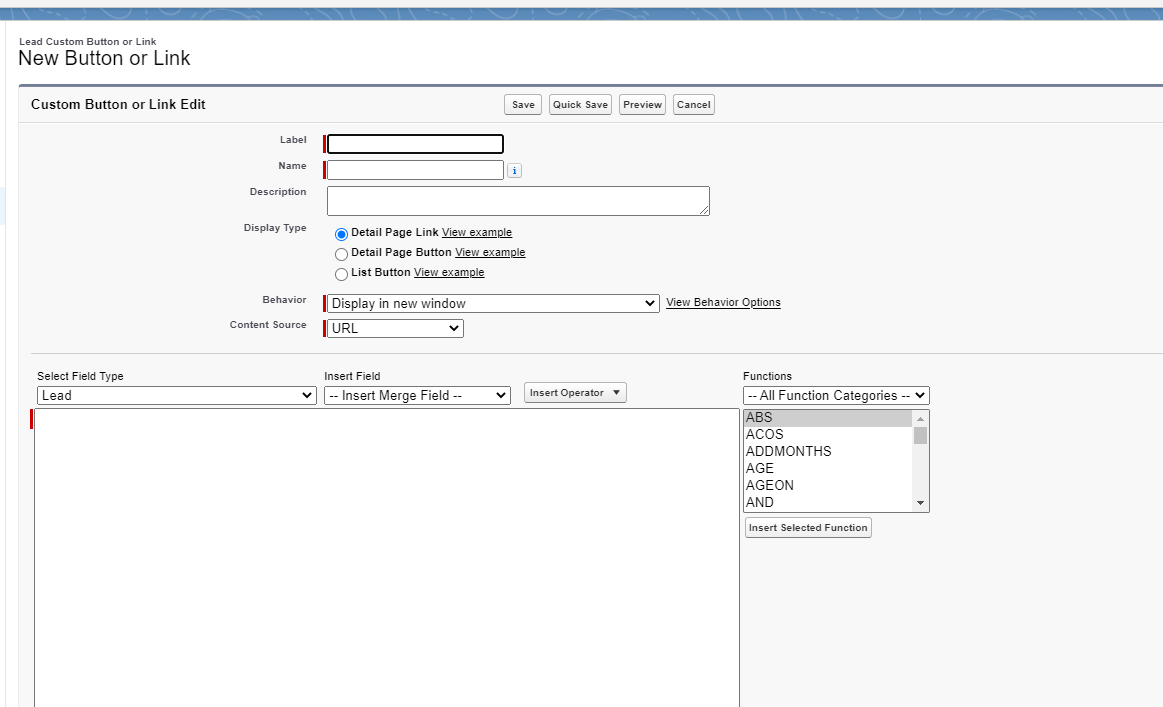 Lead Custom Button or Link
New Button or Link
Custom Button or Link Edit
Save
Quick Save
Preview
Cancel
Label
Name
i
Description
Display Type
Detail Page Link View example
Detail Page Button View example
List Button View example
Behavior
Display in new window
View Behavior Options
Content Source
URL
Select Field Type
Insert Field
Functions
Lead
-- Insert Merge Field --
Insert Operator
-- All Function Categories --
ABS
ACOS
ADDMONTHS
AGE
AGEON
AND
Insert Selected Function